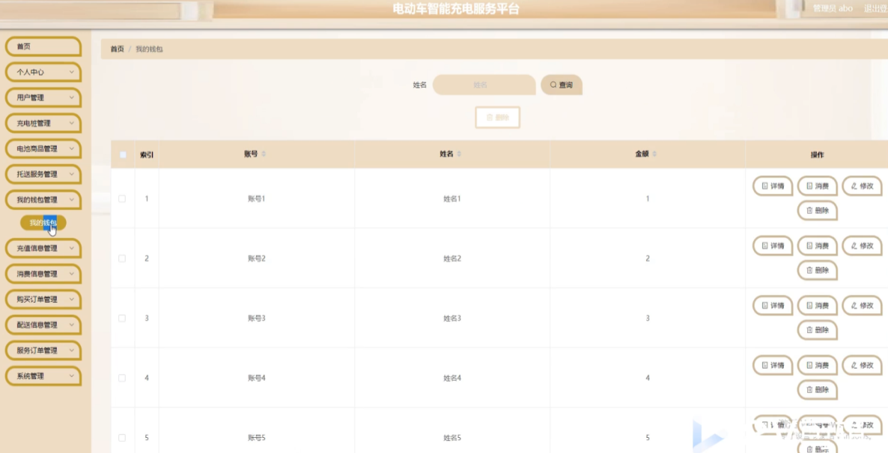 电动车智能充电服务平台
管理员 abo 退出登
首页
个人中心
用户管理
充电桩管理
电池商品管理
托送服务管理
我的钱包管理
我的钱包
充值信息管理
消费信息管理
购买订单管理
配送信息管理
服务订单管理
系统管理
首页 / 我的钱包
姓名 姓名 查询
删除
索引 账号 姓名 金额 操作
1 账号1 姓名1 1 详情 消费 修改
删除
2 账号2 姓名2 2 详情 消费 修改
删除
3 账号3 姓名3 3 详情 消费 修改
删除
4 账号4 姓名4 4 详情 消费 修改
删除
5 账号5 姓名5 5